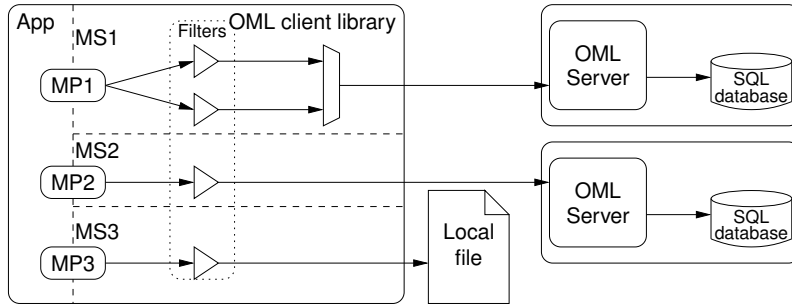 App
MS1
Filters
OML client library
MP1
MS2
MP2
MS3
MP3
Local
file
OML
Server
SQL
database
OML
Server
SQL
database